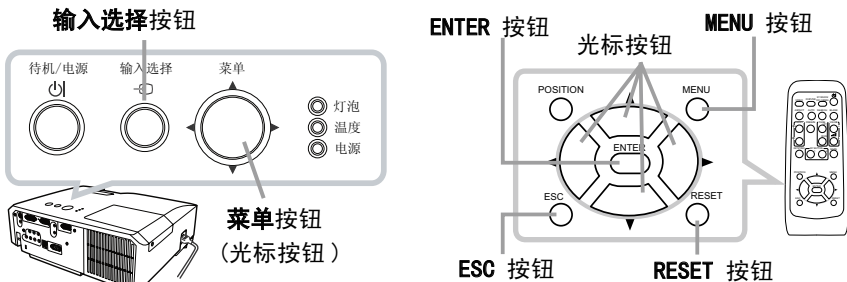 输入选择按钮
待机/电源
输入选择
菜单
灯泡
温度
电源
菜单按钮
(光标按钮)
ENTER 按钮
光标按钮
MENU 按钮
POSITION
MENU
ENTER
ESC
RESET
ESC 按钮
RESET 按钮